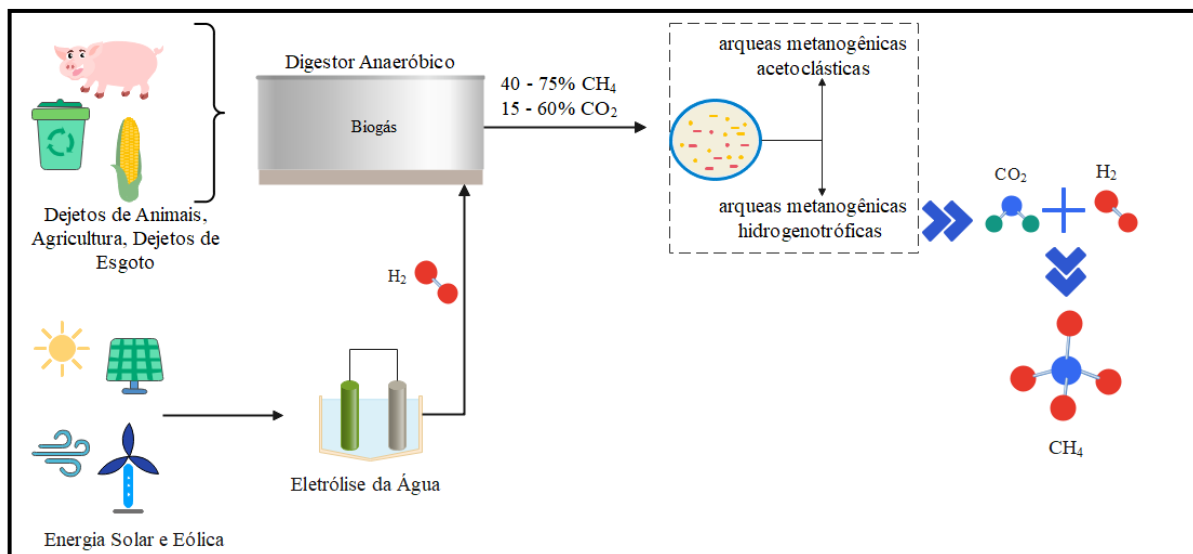 Digestor Anaeróbico
Biogás
Dejetos de Animais,
Agricultura, Dejetos de
Esgoto
40 - 75% CH₄
15 - 60% CO₂
arqueas metanogênicas
acetoclásticas
arqueas metanogênicas
hidrogenotróficas
CO₂
H₂
CH₄
H₂
Eletrólise da Água
Energia Solar e Eólica